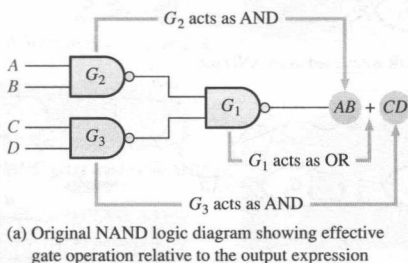 G₂ acts as AND
A
B
G₂
G₁
AB + CD
C
D
G₃
G₁ acts as OR
G₃ acts as AND
(a) Original NAND logic diagram showing effective
gate operation relative to the output expression